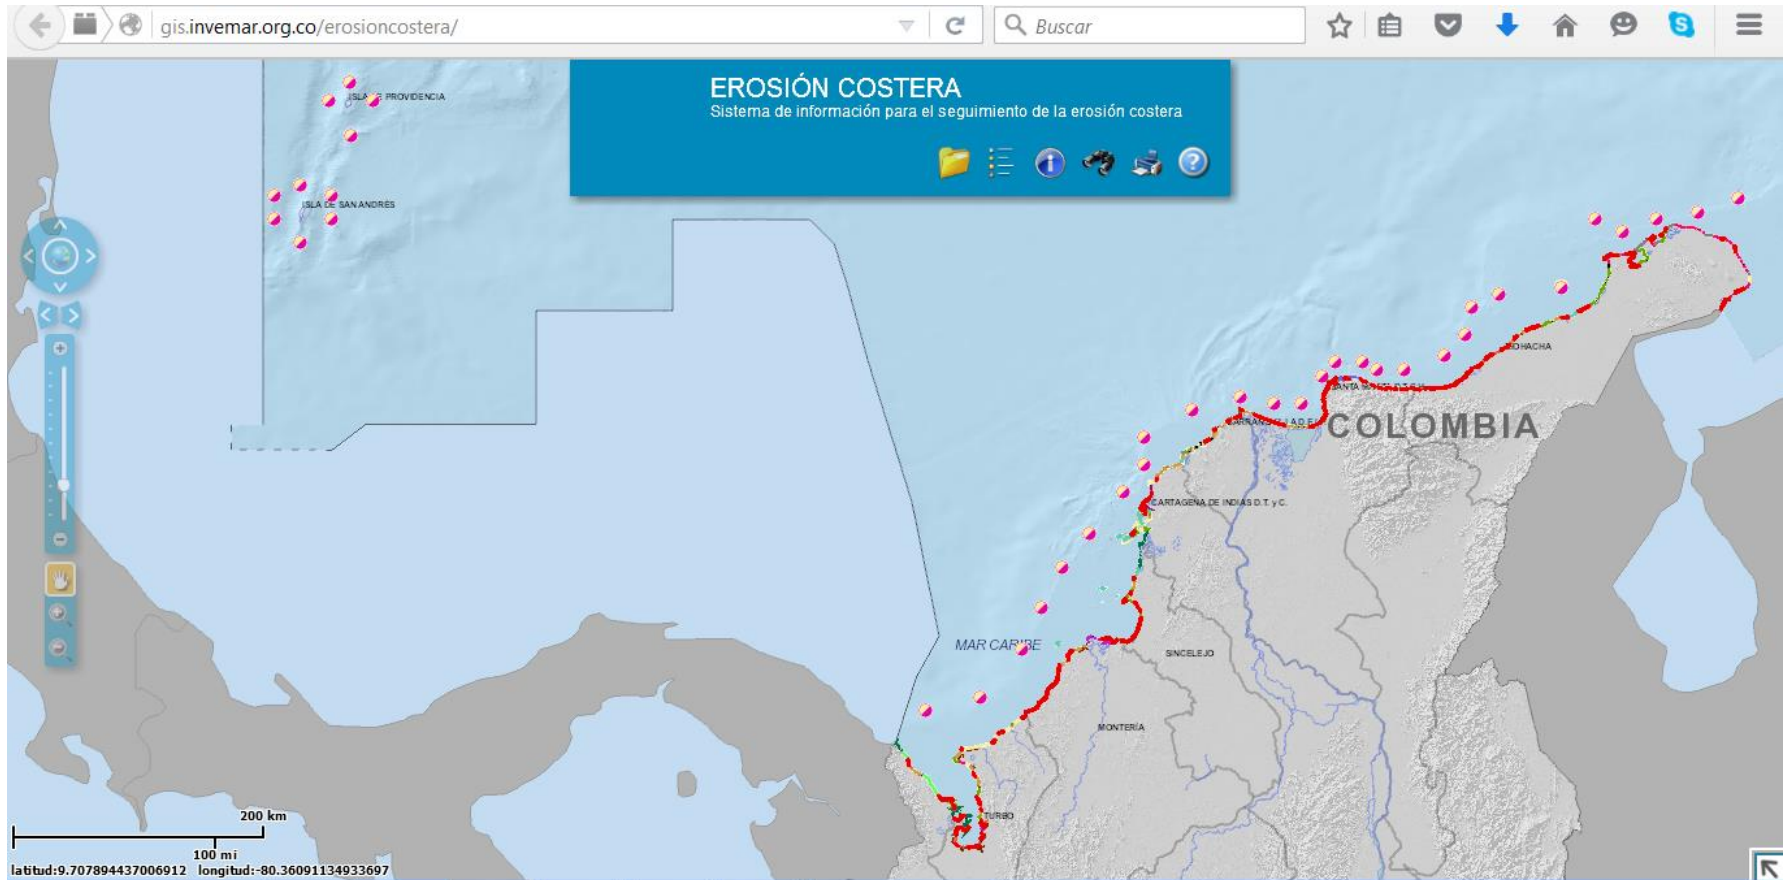 gis.invemar.org.co/erosioncostera/
Buscar
EROSIÓN COSTERA
Sistema de información para el seguimiento de la erosión costera
PROVIDENCIA
ISLA DE SAN ANDRÉS
COLOMBIA
CARTAGENA DE INDIAS D.T. y C.
MAR CARIBE
SINCELEJO
MONTERÍA
TURBO
200 km
100 mi
latitud:9.707894437006912 longitud:-80.36091134933697